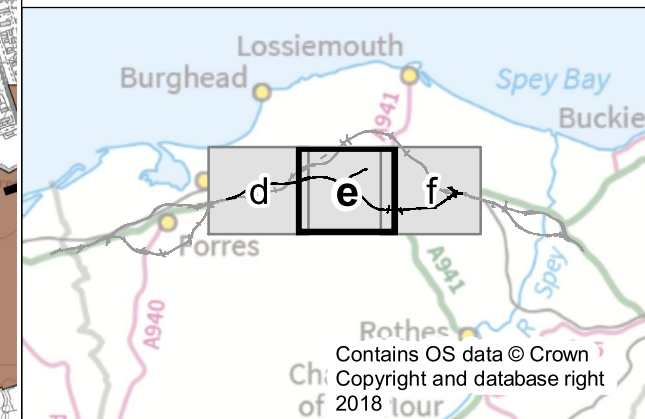 Lossiemouth
Burghead
Spey Bay
A941
Buckie
d
e
f
Forres
A941
Spey
A940
R
Rothes
Contains OS data © Crown
Copyright and database right
2018
of